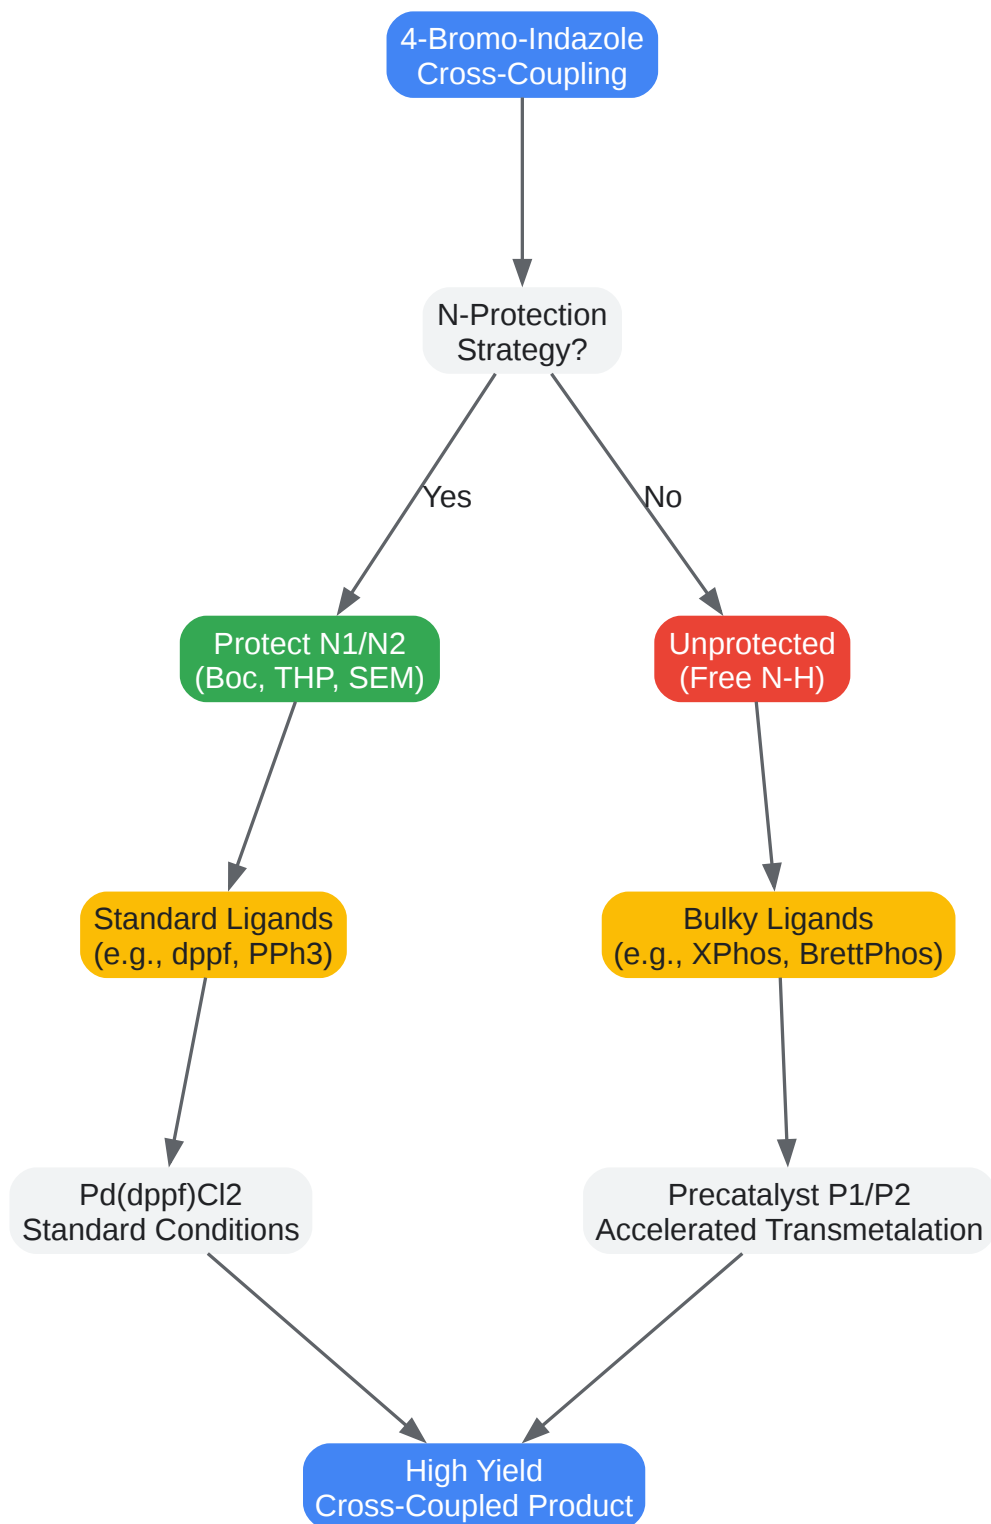 4-Bromo-Indazole
Cross-Coupling
N-Protection
Strategy?
Yes
No
Protect N1/N2
(Boc, THP, SEM)
Unprotected
(Free N-H)
Standard Ligands
(e.g., dppf, PPh3)
Bulky Ligands
(e.g., XPhos, BrettPhos)
Pd(dppf)Cl2
Standard Conditions
Precatalyst P1/P2
Accelerated Transmetalation
High Yield
Cross-Coupled Product